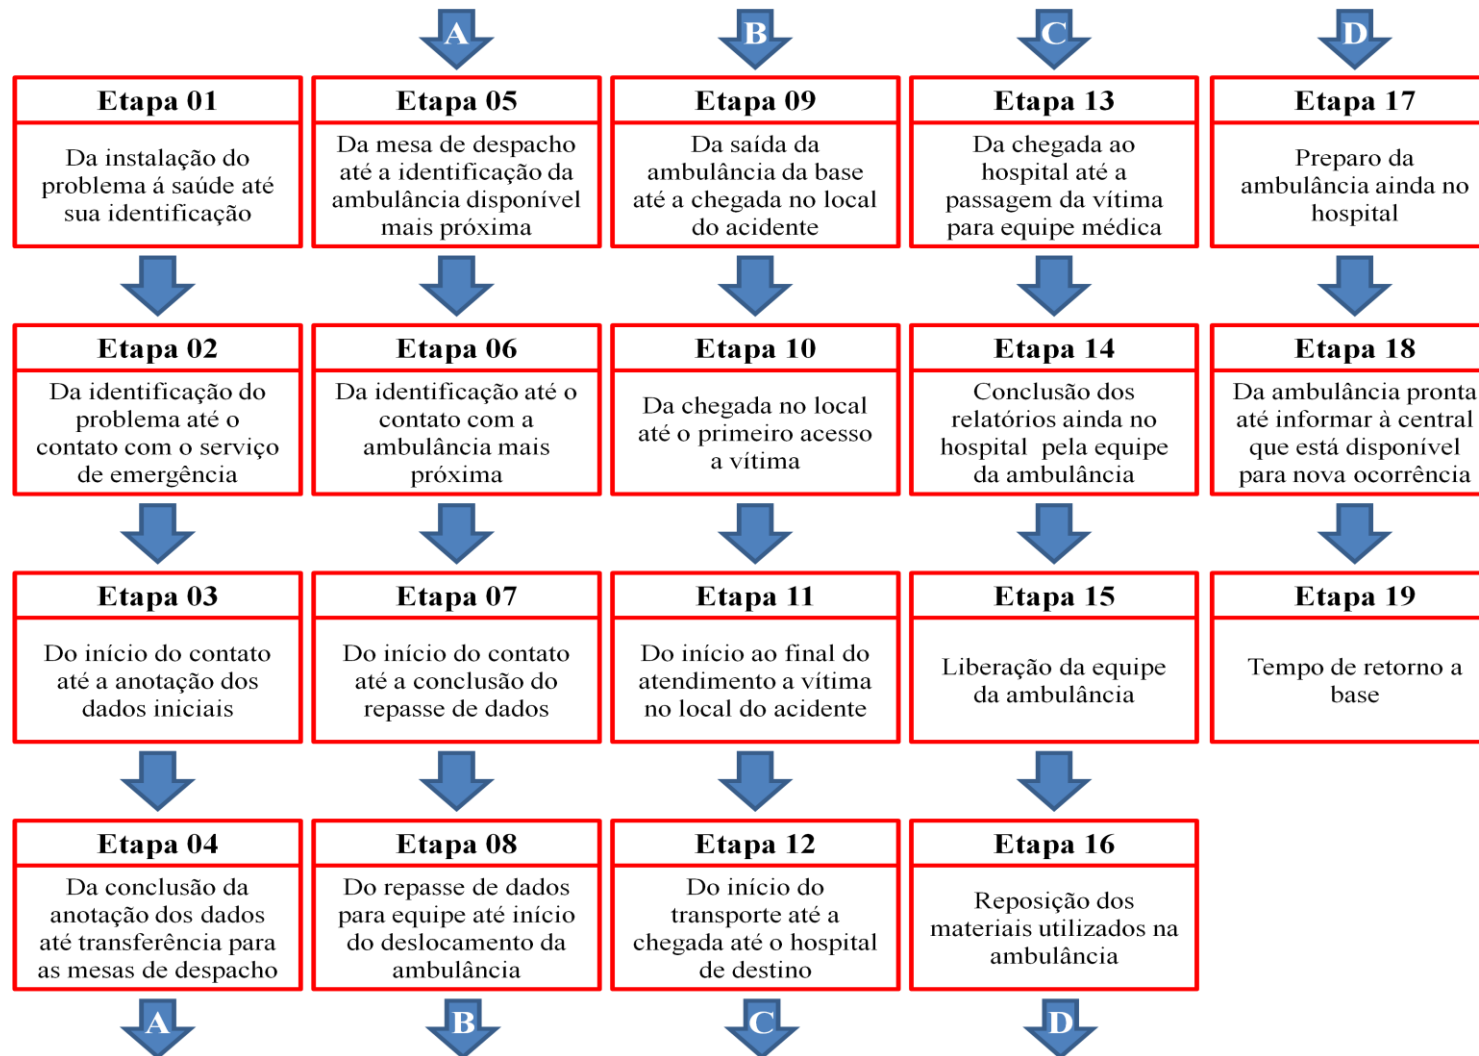 A
B
C
D
Etapa 01
Da instalação do
problema á saúde até
sua identificação
Etapa 05
Da mesa de despacho
até a identificação da
ambulância disponível
mais próxima
Etapa 09
Da saída da
ambulância da base
até a chegada no local
do acidente
Etapa 13
Da chegada ao
hospital até a
passagem da vítima
para equipe médica
Etapa 17
Preparo da
ambulância ainda no
hospital
Etapa 02
Da identificação do
problema até o
contato com o serviço
de emergência
Etapa 06
Da identificação até o
contato com a
ambulância mais
próxima
Etapa 10
Da chegada no local
até o primeiro acesso
a vítima
Etapa 14
Conclusão dos
relatórios ainda no
hospital pela equipe
da ambulância
Etapa 18
Da ambulância pronta
até informar à central
que está disponível
para nova ocorrência
Etapa 03
Do início do contato
até a anotação dos
dados iniciais
Etapa 07
Do início do contato
até a conclusão do
repasse de dados
Etapa 11
Do início ao final do
atendimento a vítima
no local do acidente
Etapa 15
Liberação da equipe
da ambulância
Etapa 19
Tempo de retorno a
base
Etapa 04
Da conclusão da
anotação dos dados
até transferência para
as mesas de despacho
Etapa 08
Do repasse de dados
para equipe até início
do deslocamento da
ambulância
Etapa 12
Do início do
transporte até a
chegada até o hospital
de destino
Etapa 16
Reposição dos
materiais utilizados na
ambulância
A
B
C
D